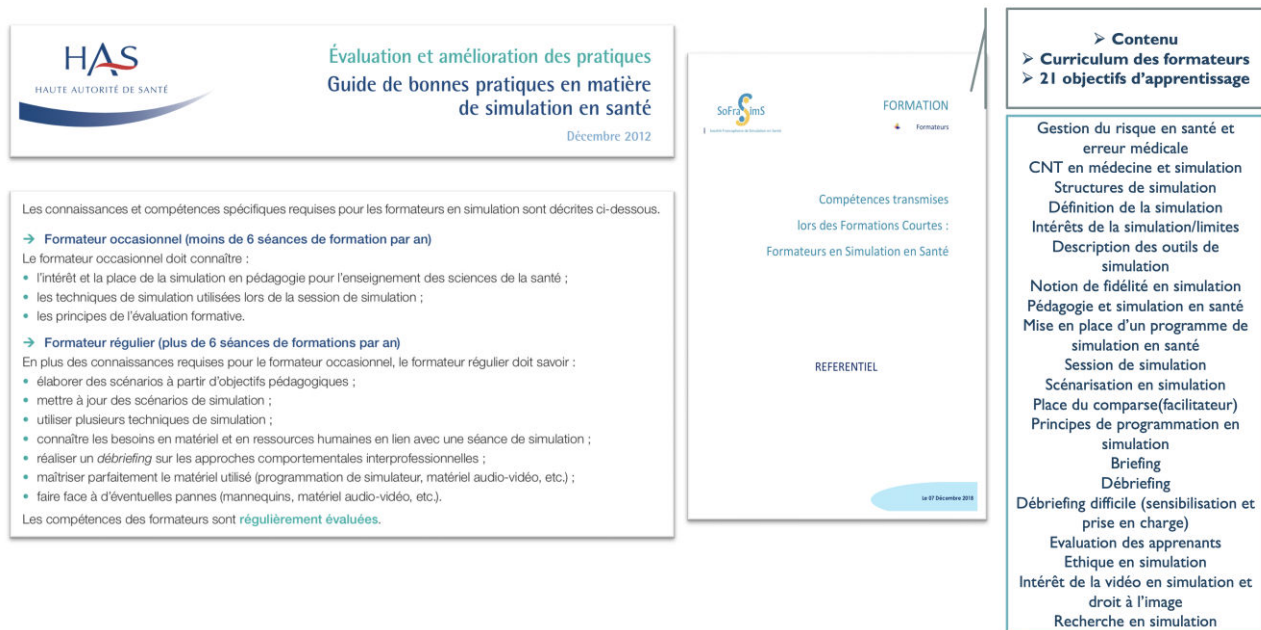 HAS
HAUTE AUTORITÉ DE SANTÉ
Évaluation et amélioration des pratiques
Guide de bonnes pratiques en matière
de simulation en santé
Décembre 2012
Les connaissances et compétences spécifiques requises pour les formateurs en simulation sont décrites ci-dessous.
→ Formateur occasionnel (moins de 6 séances de formation par an)
Le formateur occasionnel doit connaître :
• l'intérêt et la place de la simulation en pédagogie pour l'enseignement des sciences de la santé ;
• les techniques de simulation utilisées lors de la session de simulation ;
• les principes de l'évaluation formative.
→ Formateur régulier (plus de 6 séances de formations par an)
En plus des connaissances requises pour le formateur occasionnel, le formateur régulier doit savoir :
• élaborer des scénarios à partir d'objectifs pédagogiques ;
• mettre à jour des scénarios de simulation ;
• utiliser plusieurs techniques de simulation ;
• connaître les besoins en matériel et en ressources humaines en lien avec une séance de simulation ;
• réaliser un débriefing sur les approches comportementales interprofessionnelles ;
• maîtriser parfaitement le matériel utilisé (programmation de simulateur, matériel audio-vidéo, etc.) ;
• faire face à d'éventuelles pannes (mannequins, matériel audio-vidéo, etc.).
Les compétences des formateurs sont régulièrement évaluées.
SoFraSimS
Société Francophone de Simulation en Santé
FORMATION
Formateurs
Compétences transmises
lors des Formations Courtes :
Formateurs en Simulation en Santé
REFERENTIEL
Le 07 Décembre 2018
➢ Contenu
➢ Curriculum des formateurs
➢ 21 objectifs d'apprentissage
Gestion du risque en santé et
erreur médicale
CNT en médecine et simulation
Structures de simulation
Définition de la simulation
Intérêts de la simulation/limites
Description des outils de
simulation
Notion de fidélité en simulation
Pédagogie et simulation en santé
Mise en place d'un programme de
simulation en santé
Session de simulation
Scénarisation en simulation
Place du comparse(facilitateur)
Principes de programmation en
simulation
Briefing
Débriefing
Débriefing difficile (sensibilisation et
prise en charge)
Evaluation des apprenants
Ethique en simulation
Intérêt de la vidéo en simulation et
droit à l'image
Recherche en simulation